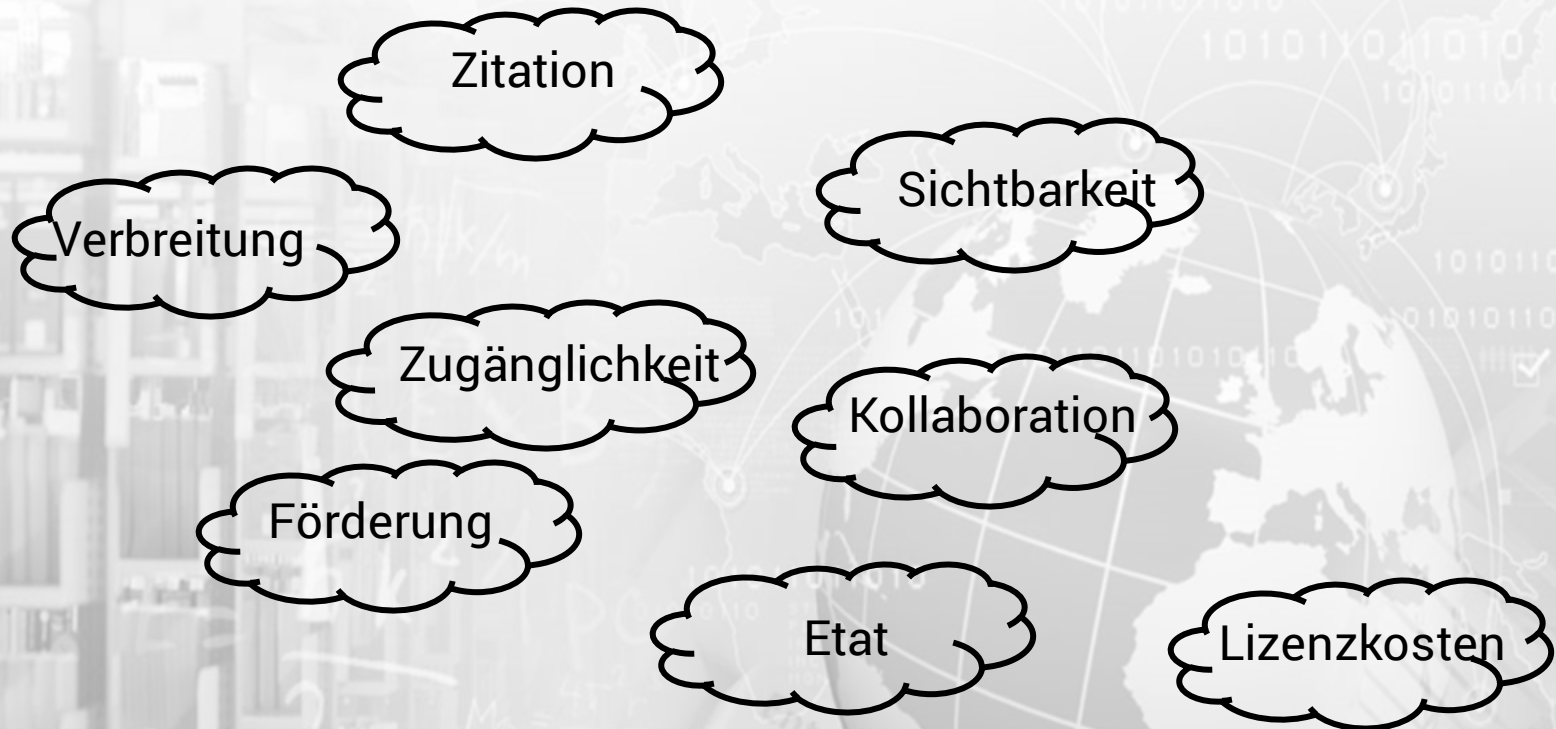 Zitation
Sichtbarkeit
Verbreitung
Zugänglichkeit
Kollaboration
Förderung
Etat
Lizenzkosten